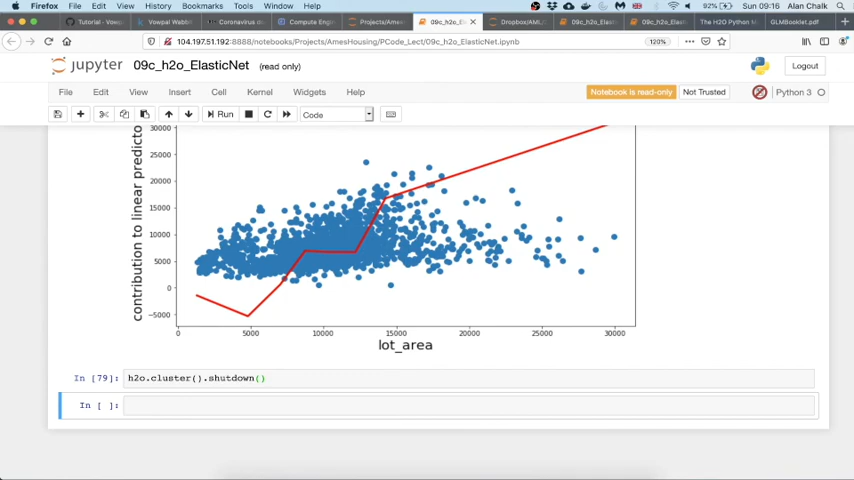 Firefox File Edit View History Bookmarks Tools Window Help 92% Sun 09:16 Alan Chalk
Tutorial - Vowp Vowpal Wabbit Coronavirus Compute Engine Projects/Ames 09c_h2o_El Dropbox/AML/ 09c_h2o_Elas 09c_h2o_Elasti The H2O Python M GLMBooklet.pdf
104.197.51.192:8888/notebooks/Projects/AmesHousing/PCode_Lect/09c_h2o_ElasticNet.ipynb 120%
jupyter 09c_h2o_ElasticNet (read only) Logout
File Edit View Insert Cell Kernel Widgets Help Notebook is read-only Not Trusted Python 3
Run Code
contribution to linear predicto
30000
25000
20000
15000
10000
5000
0
−5000
0 5000 10000 15000 20000 25000 30000
lot_area
In [79]: h2o.cluster().shutdown()
In [ ]: